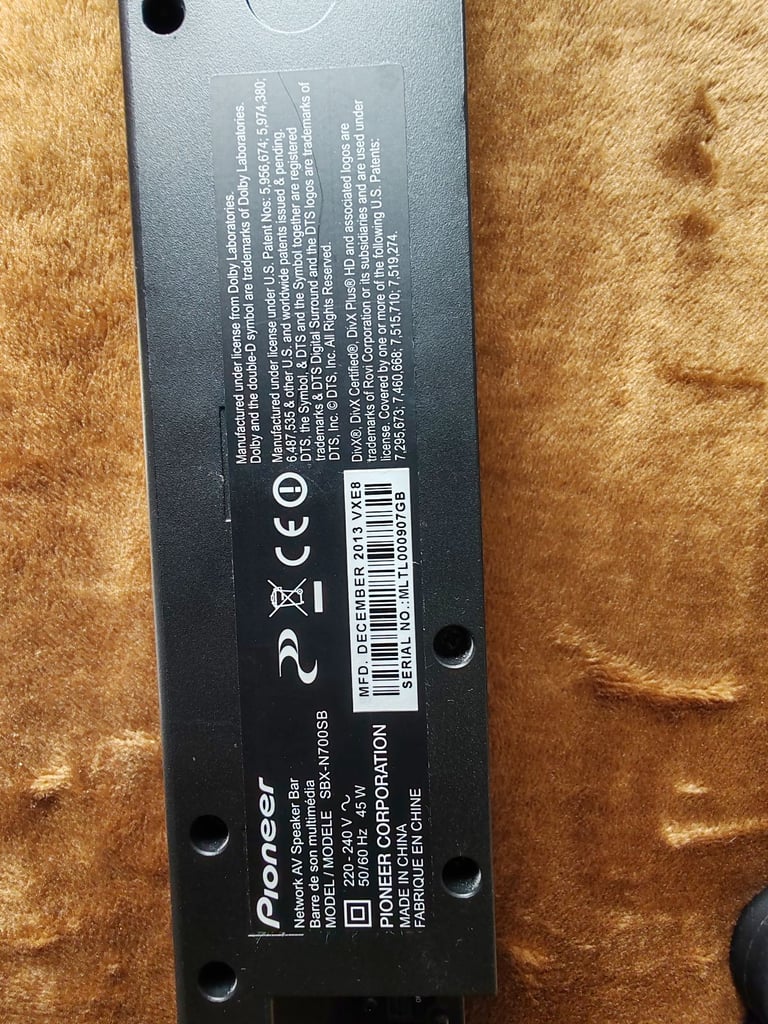 Pioneer
Network AV Speaker Bar
Barre de son multimédia
MODEL / MODELE SBX-N700SB
220 - 240 V ~
50/60 Hz 45 W
PIONEER CORPORATION
MADE IN CHINA
FABRIQUE EN CHINE
CE
MFD. DECEMBER 2013 VXE8
SERIAL NO.:MLTL000907GB
Manufactured under license from Dolby Laboratories.
Dolby and the double-D symbol are trademarks of Dolby Laboratories.
Manufactured under license under U.S. Patent Nos: 5,956,674; 5,974,380;
6,487,535 & other U.S. and worldwide patents issued & pending.
DTS, the Symbol, & DTS and the Symbol together are registered
trademarks & DTS Digital Surround and the DTS logos are trademarks of
DTS, Inc. © DTS, Inc. All Rights Reserved.
DivX®, DivX Certified®, DivX Plus® HD and associated logos are
trademarks of Rovi Corporation or its subsidiaries and are used under
license. Covered by one or more of the following U.S. Patents:
7,295,673; 7,460,668; 7,515,710; 7,519,274.